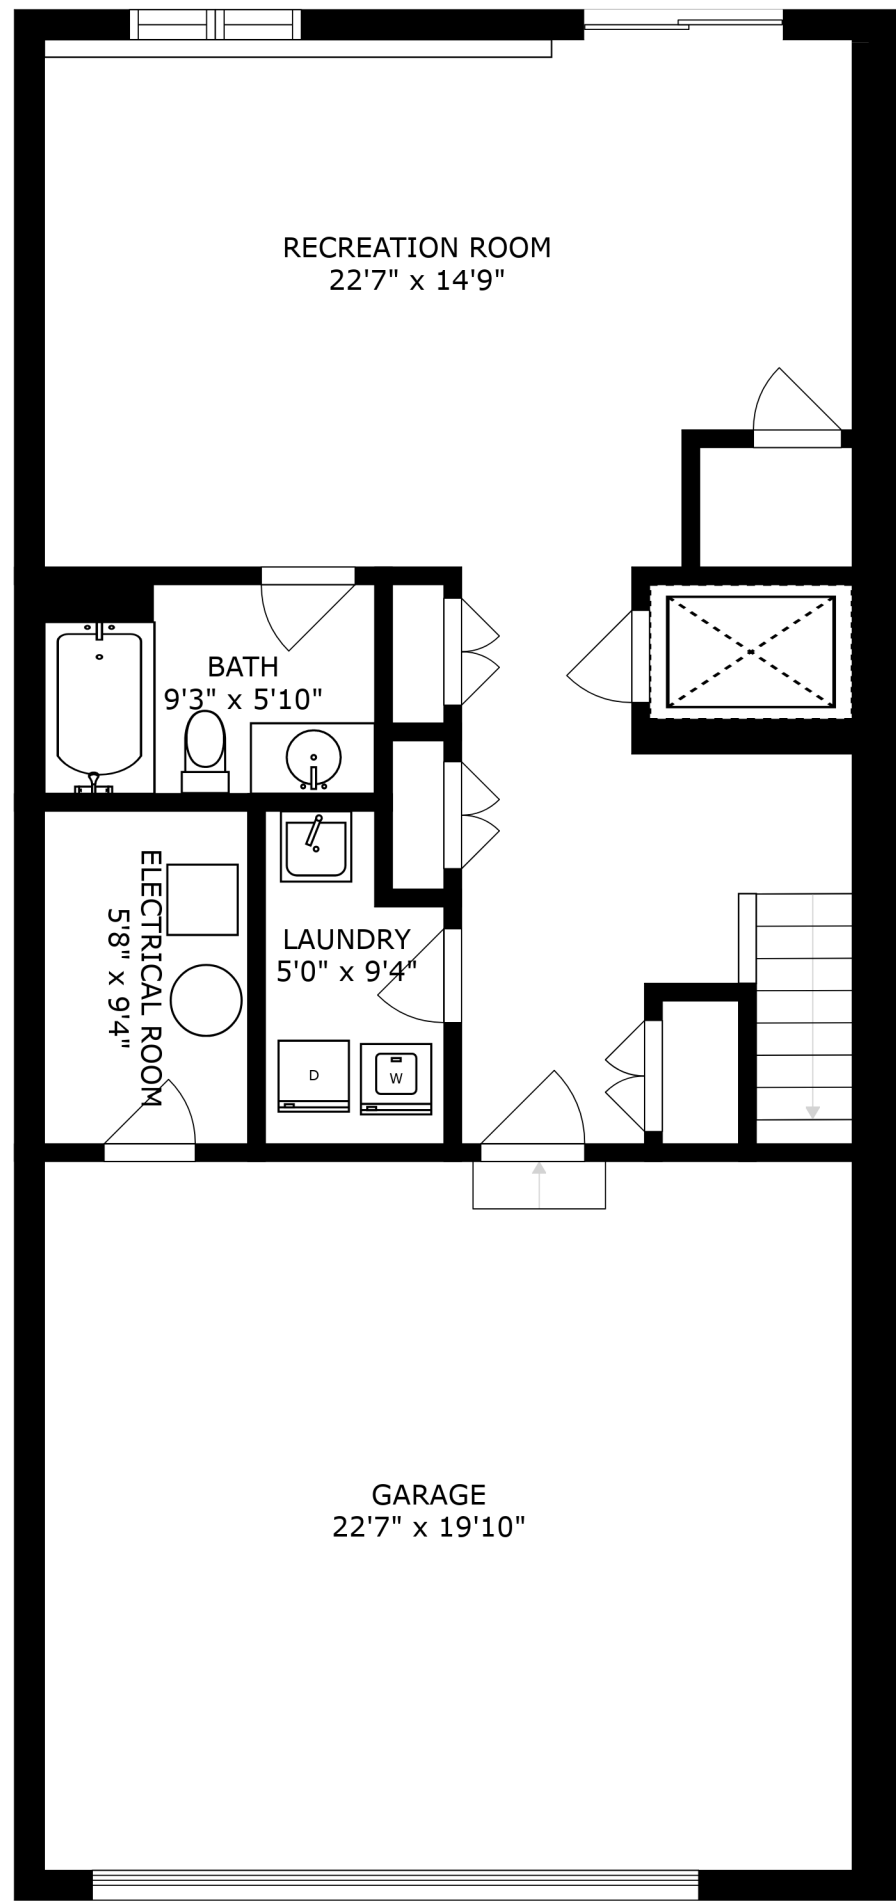 RECREATION ROOM
22'7" x 14'9"
BATH
9'3" x 5'10"
ELECTRICAL ROOM
5'8" x 9'4"
LAUNDRY
5'0" x 9'4"
D
W
GARAGE
22'7" x 19'10"